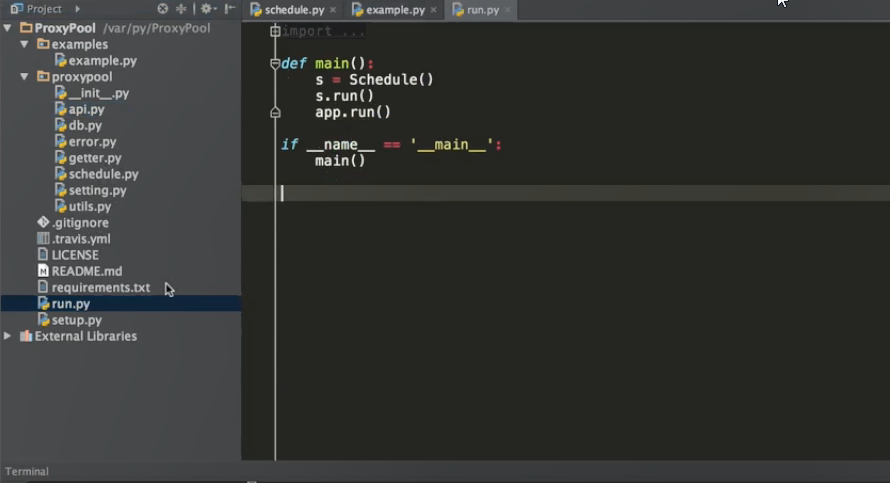 Project
ProxyPool /var/py/ProxyPool
examples
example.py
proxypool
__init__.py
api.py
db.py
error.py
getter.py
schedule.py
setting.py
utils.py
.gitignore
.travis.yml
LICENSE
README.md
requirements.txt
run.py
setup.py
External Libraries
schedule.py × example.py × run.py ×
import ...
def main():
s = Schedule()
s.run()
app.run()
if __name__ == '__main__':
main()
Terminal